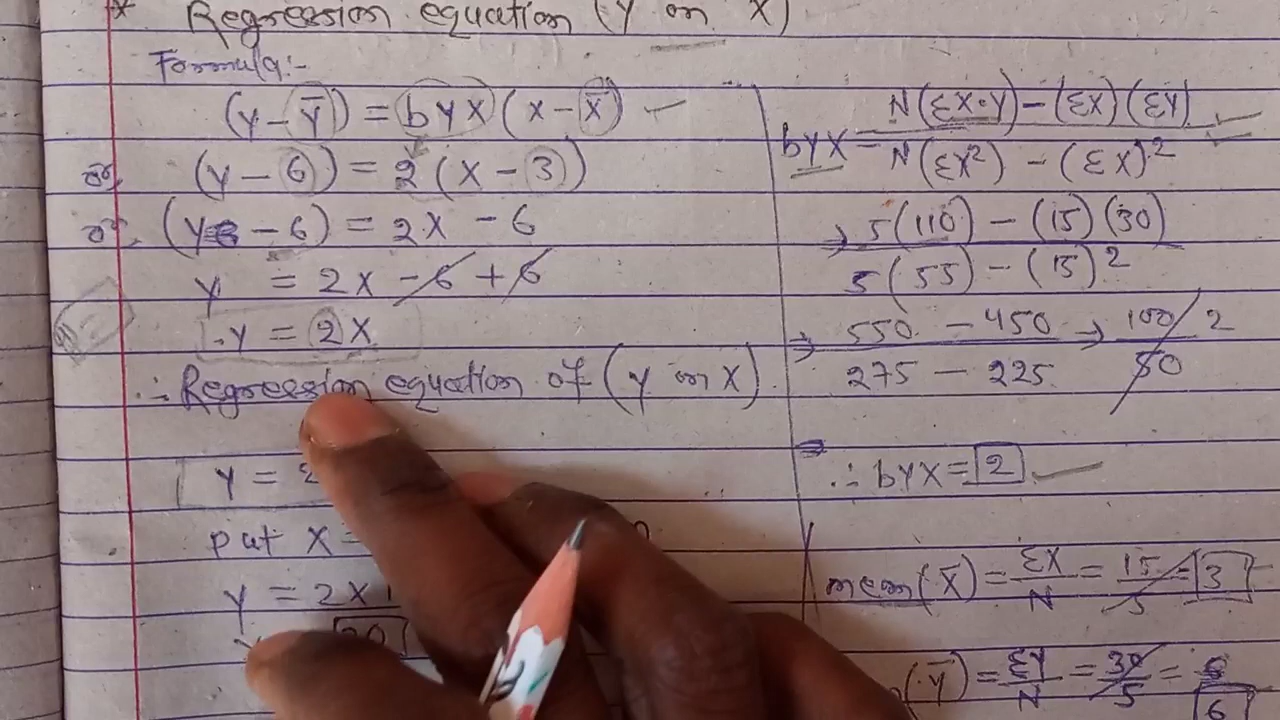 * Regression equation (Y on X)
Formula:-
(y-ȳ) = byx (x-x̄)
or, (y-6) = 2(x-3)
or, (y - 6) = 2x - 6
y = 2x -6 +6
.y = 2x
∴ Regression equation of (y on x).
y =
put x =
y = 2x1
20
byx = N(ΣX·Y) - (ΣX)(ΣY)
N(ΣX²) - (ΣX)²
→ 5(110) - (15)(30)
5(55) - (15)²
⇒ 550 - 450 → 100 2
275 - 225 50
∴ byx = 2
mean(x̄) = ΣX = 15 = 3
N 5
(ȳ) = ΣY = 30 = 6
N 5 6